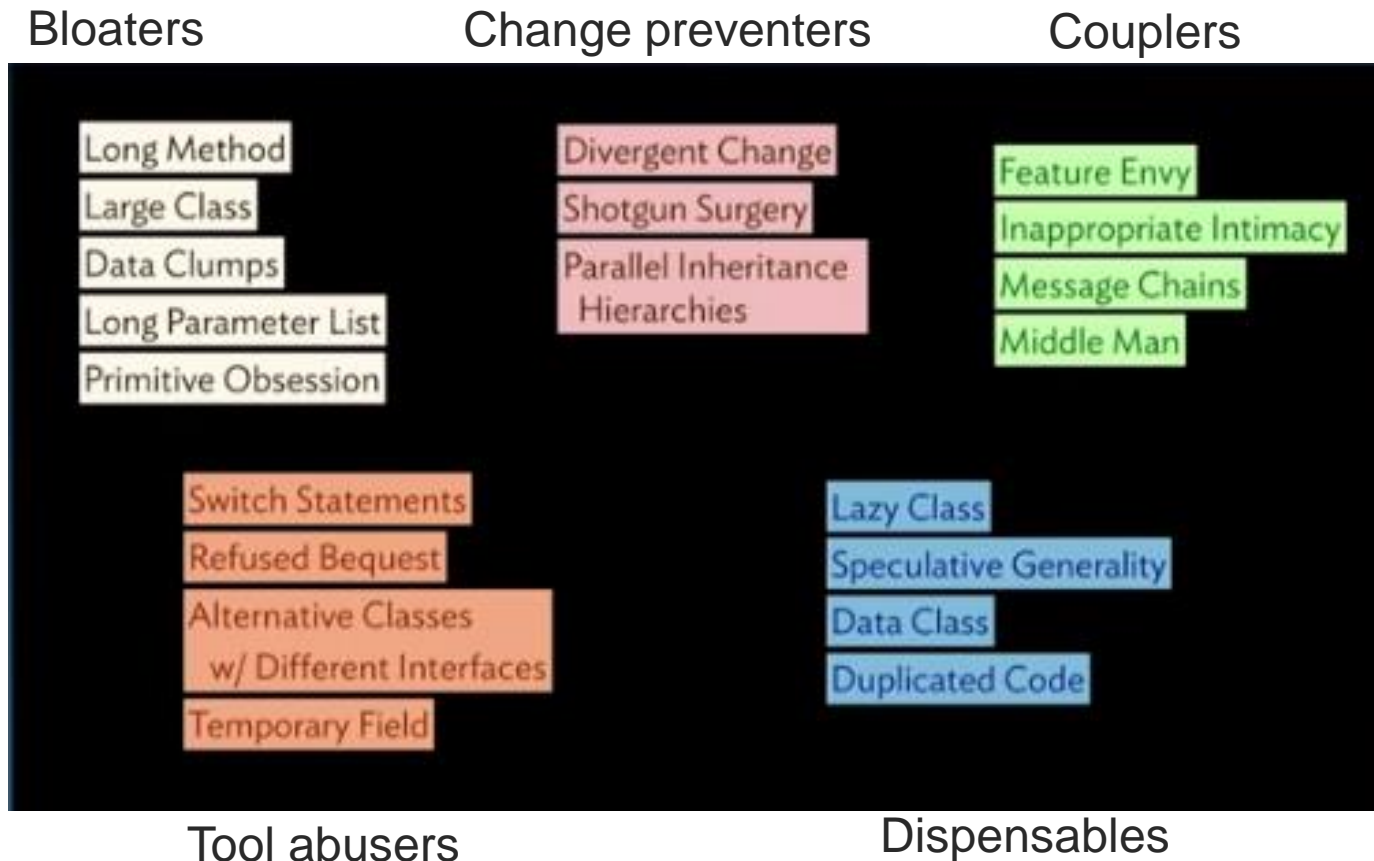 Bloaters
Change preventers
Couplers
Long Method
Large Class
Data Clumps
Long Parameter List
Primitive Obsession
Divergent Change
Shotgun Surgery
Parallel Inheritance
Hierarchies
Feature Envy
Inappropriate Intimacy
Message Chains
Middle Man
Switch Statements
Refused Bequest
Alternative Classes
w/ Different Interfaces
Temporary Field
Lazy Class
Speculative Generality
Data Class
Duplicated Code
Tool abusers
Dispensables